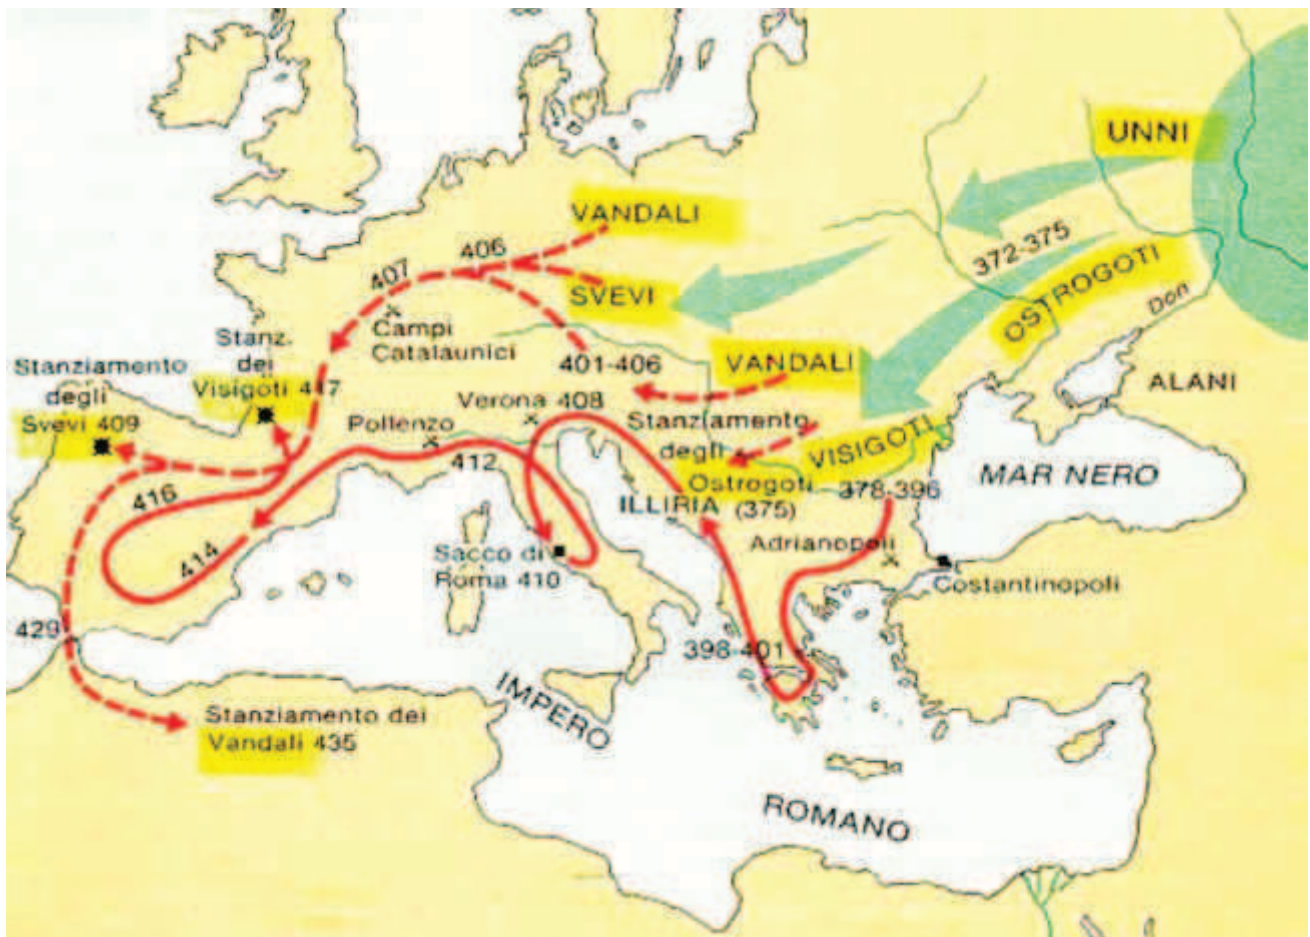 UNNI
VANDALI
372-375
OSTROGOTI
406
407
SVEVI
Don
Campi
Catalaunici
Stanz.
dei
Visigoti 417
Stanziamento
degli
Svevi 409
401-406
VANDALI
ALANI
Verona 408
Pollenzo
412
Stanziamento
degli
Ostrogoti
(375)
VISIGOTI
MAR NERO
378-396
ILLIRIA
416
414
Sacco di
Roma 410
Adrianopoli
Costantinopoli
429
398-401
IMPERO
ROMANO
Stanziamento dei
Vandali 435